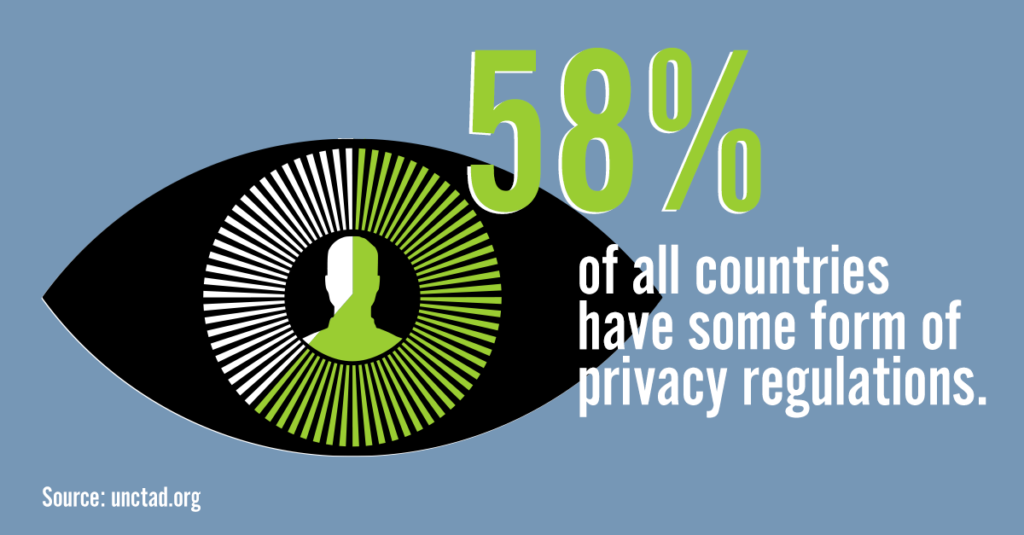 58%
of all countries
have some form of
privacy regulations.
Source: unctad.org